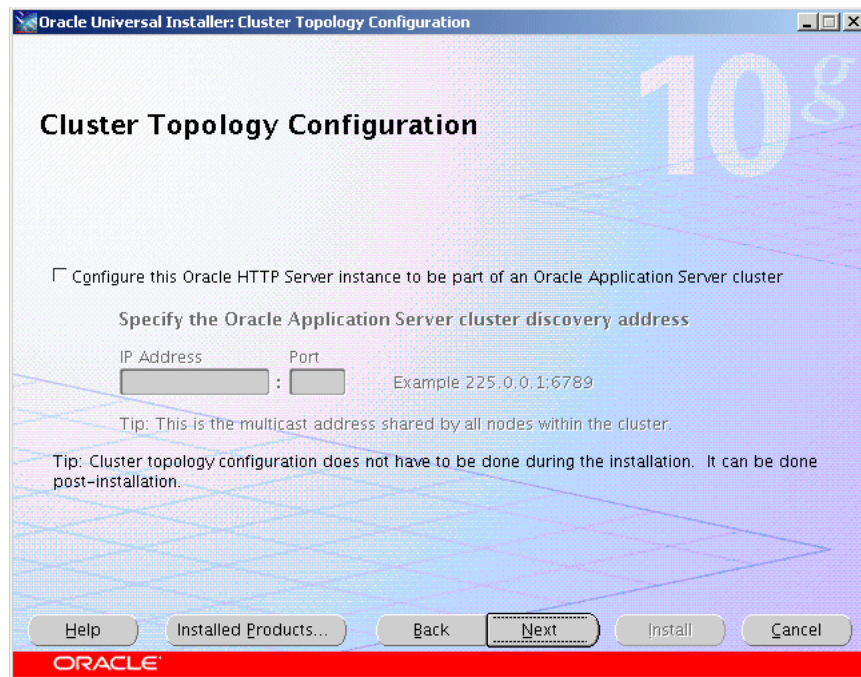 Oracle Universal Installer: Cluster Topology Configuration
10g
Cluster Topology Configuration
Configure this Oracle HTTP Server instance to be part of an Oracle Application Server cluster
Specify the Oracle Application Server cluster discovery address
IP Address Port
: Example 225.0.0.1:6789
Tip: This is the multicast address shared by all nodes within the cluster.
Tip: Cluster topology configuration does not have to be done during the installation. It can be done
post-installation.
Help Installed Products... Back Next Install Cancel
ORACLE